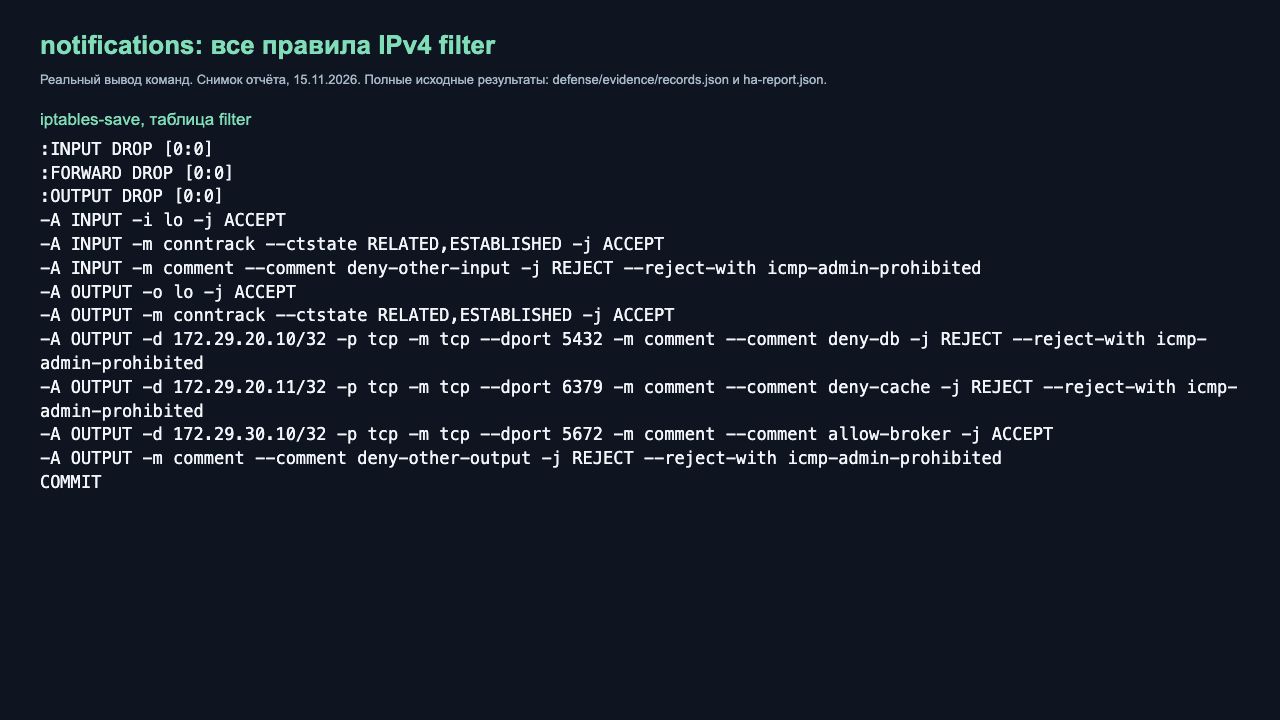 notifications: все правила IPv4 filter
Реальный вывод команд. Снимок отчёта, 15.11.2026. Полные исходные результаты: defense/evidence/records.json и ha-report.json.
iptables-save, таблица filter
:INPUT DROP [0:0]
:FORWARD DROP [0:0]
:OUTPUT DROP [0:0]
-A INPUT -i lo -j ACCEPT
-A INPUT -m conntrack --ctstate RELATED,ESTABLISHED -j ACCEPT
-A INPUT -m comment --comment deny-other-input -j REJECT --reject-with icmp-admin-prohibited
-A OUTPUT -o lo -j ACCEPT
-A OUTPUT -m conntrack --ctstate RELATED,ESTABLISHED -j ACCEPT
-A OUTPUT -d 172.29.20.10/32 -p tcp -m tcp --dport 5432 -m comment --comment deny-db -j REJECT --reject-with icmp-
admin-prohibited
-A OUTPUT -d 172.29.20.11/32 -p tcp -m tcp --dport 6379 -m comment --comment deny-cache -j REJECT --reject-with icmp-
admin-prohibited
-A OUTPUT -d 172.29.30.10/32 -p tcp -m tcp --dport 5672 -m comment --comment allow-broker -j ACCEPT
-A OUTPUT -m comment --comment deny-other-output -j REJECT --reject-with icmp-admin-prohibited
COMMIT